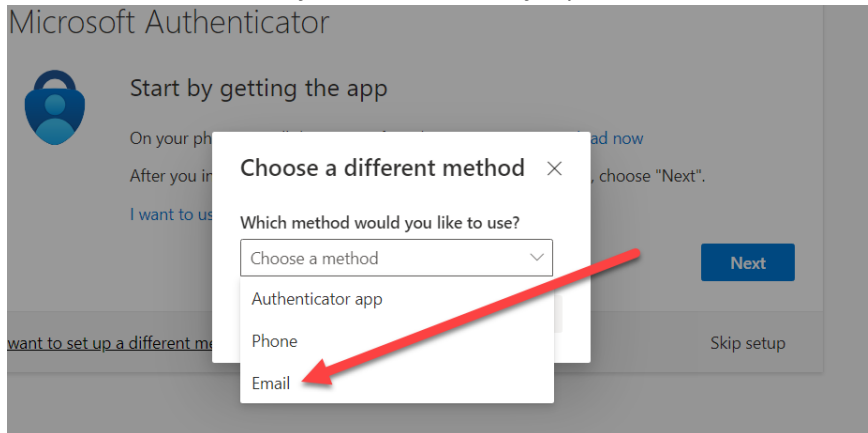 Microsoft Authenticator
Start by getting the app
On your ph
ad now
Choose a different method
After you in
, choose "Next".
I want to us
Which method would you like to use?
Choose a method
Next
Authenticator app
Phone
want to set up a different me
Skip setup
Email